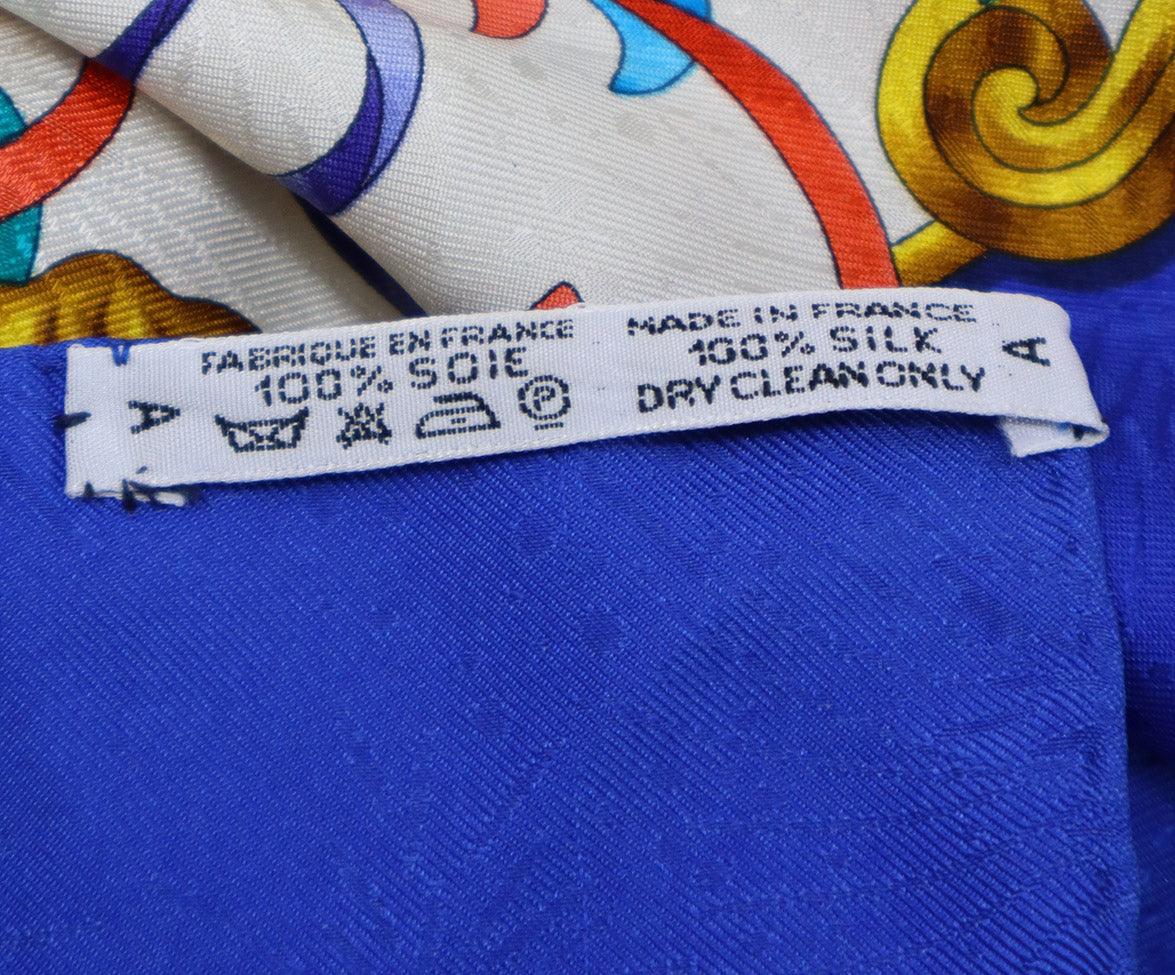 FABRIQUE EN FRANCE
100% SOIE
P
MADE IN FRANCE
100% SILK
DRY CLEAN ONLY
A
A